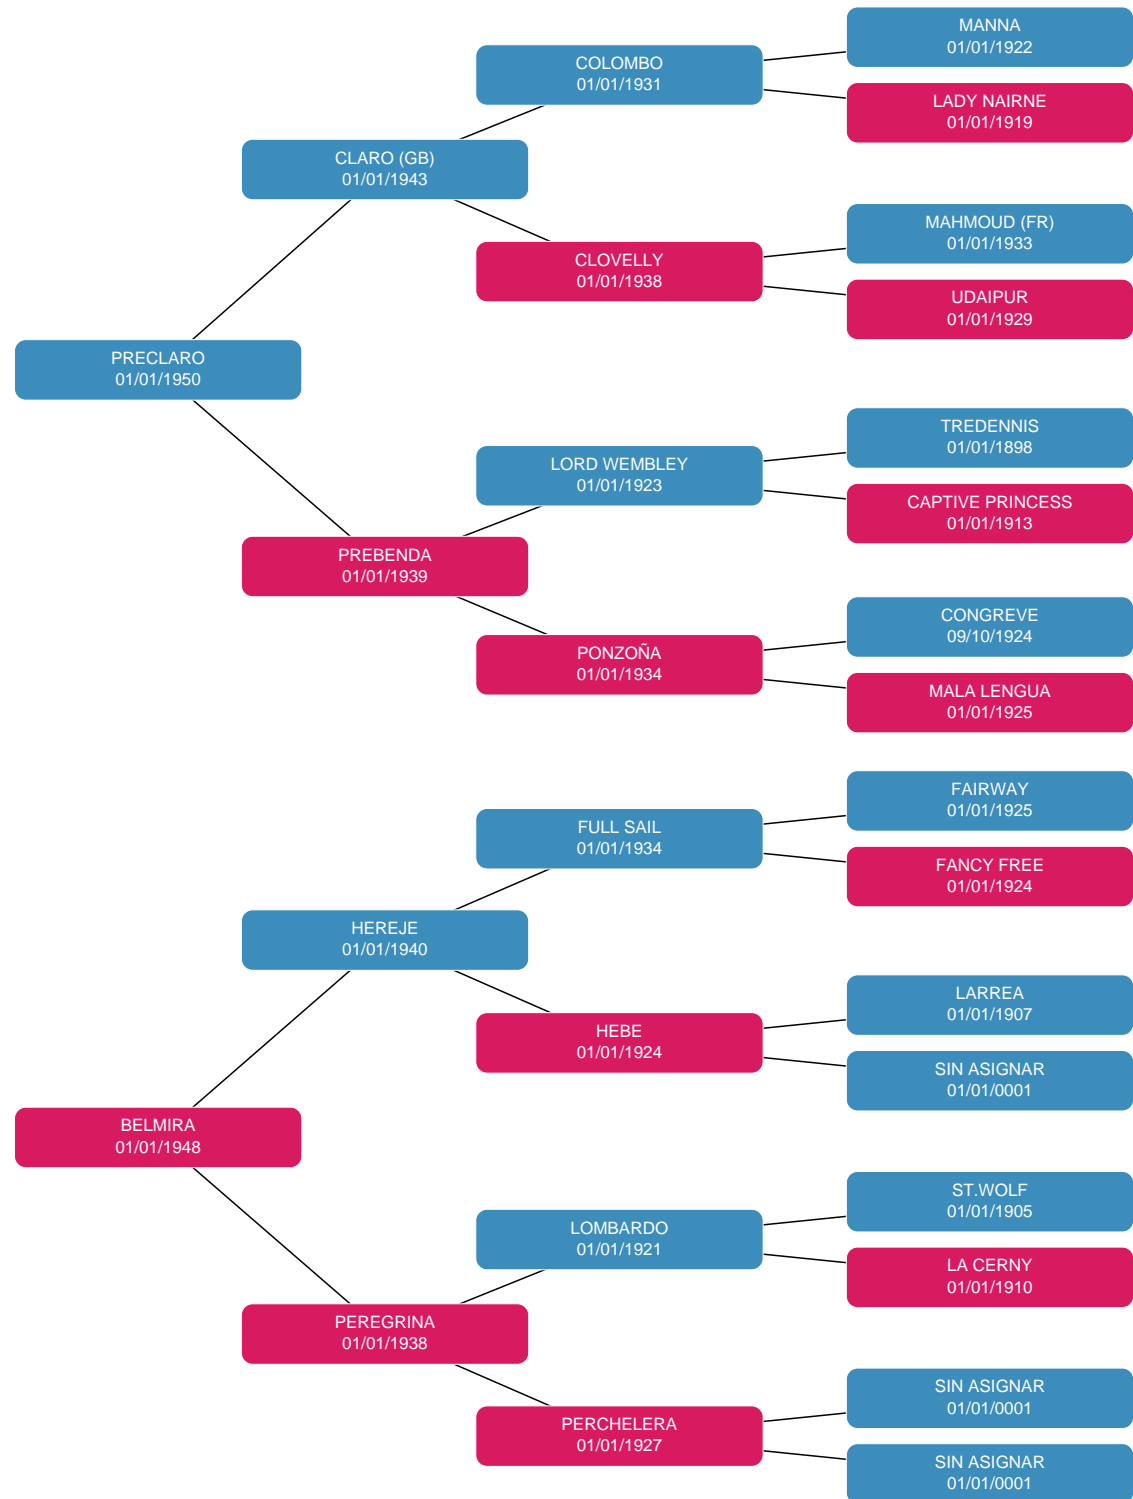 MANNA
01/01/1922
COLOMBO
01/01/1931
LADY NAIRNE
01/01/1919
CLARO (GB)
01/01/1943
MAHMOUD (FR)
01/01/1933
CLOVELLY
01/01/1938
UDAIPUR
01/01/1929
PRECLARO
01/01/1950
TREDENNIS
01/01/1898
LORD WEMBLEY
01/01/1923
CAPTIVE PRINCESS
01/01/1913
PREBENDA
01/01/1939
CONGREVE
09/10/1924
PONZOÑA
01/01/1934
MALA LENGUA
01/01/1925
FAIRWAY
01/01/1925
FULL SAIL
01/01/1934
FANCY FREE
01/01/1924
HEREJE
01/01/1940
LARREA
01/01/1907
HEBE
01/01/1924
SIN ASIGNAR
01/01/0001
BELMIRA
01/01/1948
ST.WOLF
01/01/1905
LOMBARDO
01/01/1921
LA CERNY
01/01/1910
PEREGRINA
01/01/1938
SIN ASIGNAR
01/01/0001
PERCHELERA
01/01/1927
SIN ASIGNAR
01/01/0001